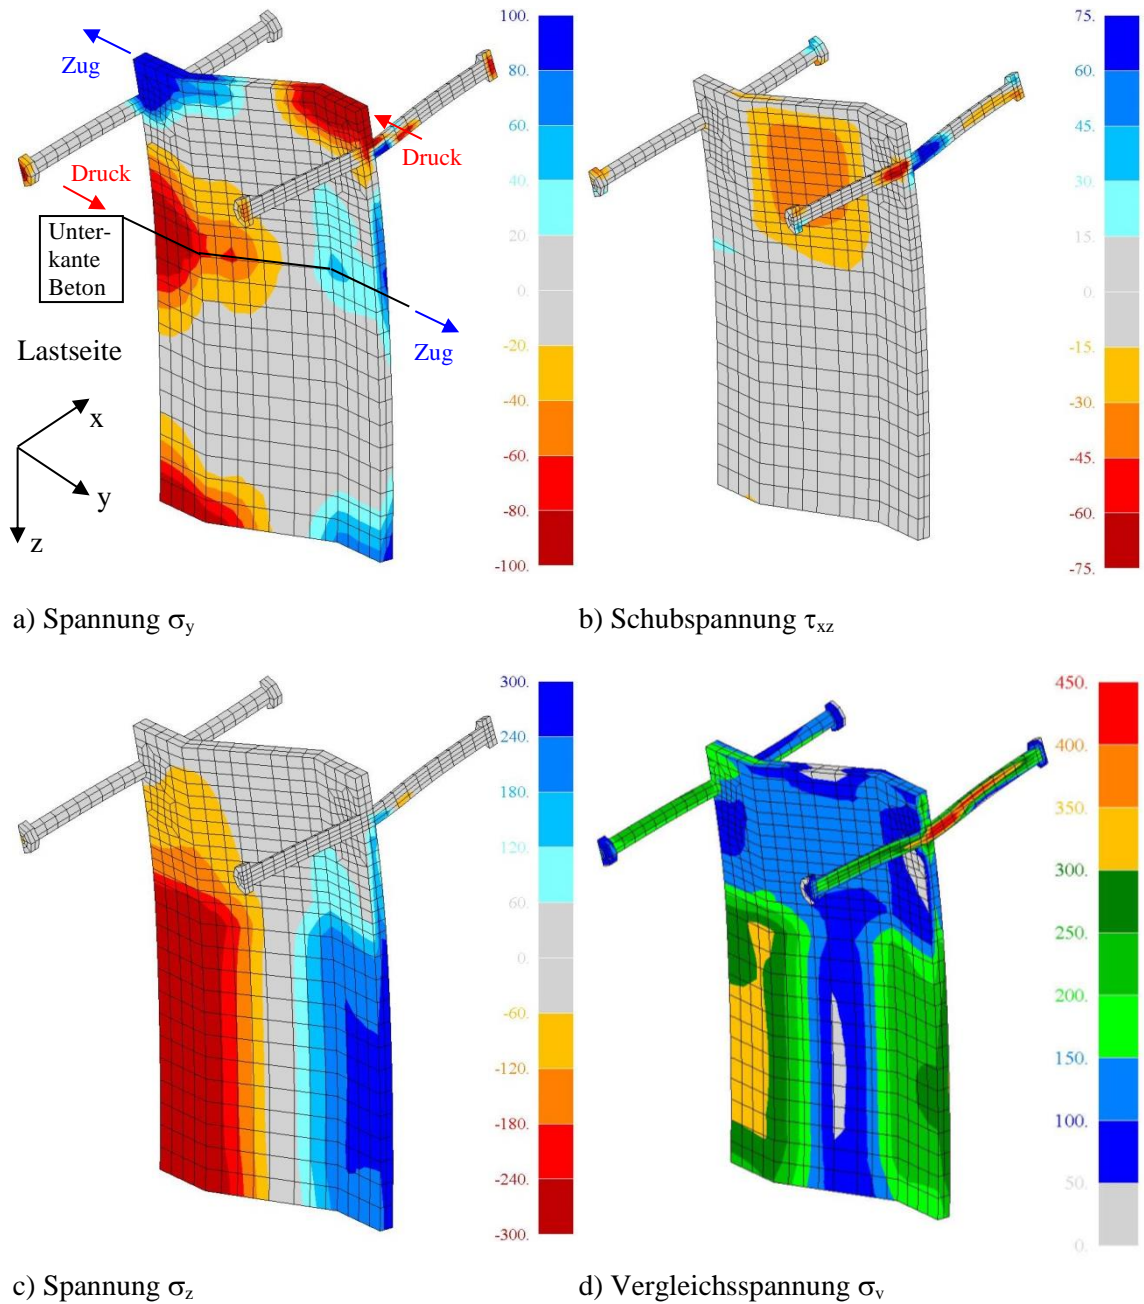 Zug
Druck
Druck
Unter-
kante
Beton
Zug
Lastseite
x
y
z
100.
80.
60.
40.
20.
0.
-20.
-40.
-60.
-80.
-100.
a) Spannung σy
75.
60.
45.
30.
15.
0.
-15.
-30.
-45.
-60.
-75.
b) Schubspannung τxz
300.
240.
180.
120.
60.
0.
-60.
-120.
-180.
-240.
-300.
c) Spannung σz
450.
400.
350.
300.
250.
200.
150.
100.
50.
0.
d) Vergleichsspannung σv